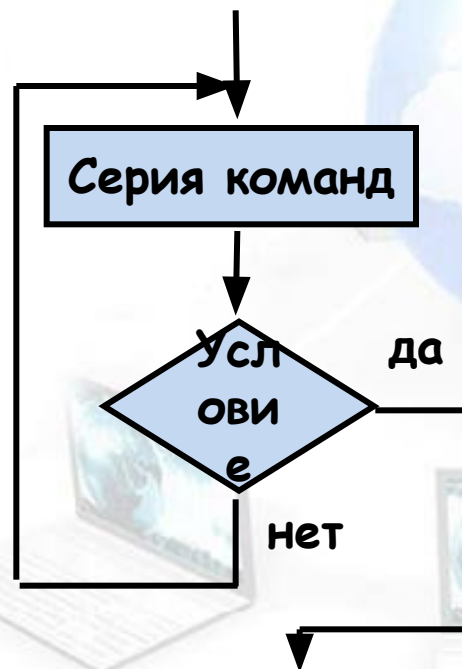 Серия команд
Усл
ови
е
да
нет